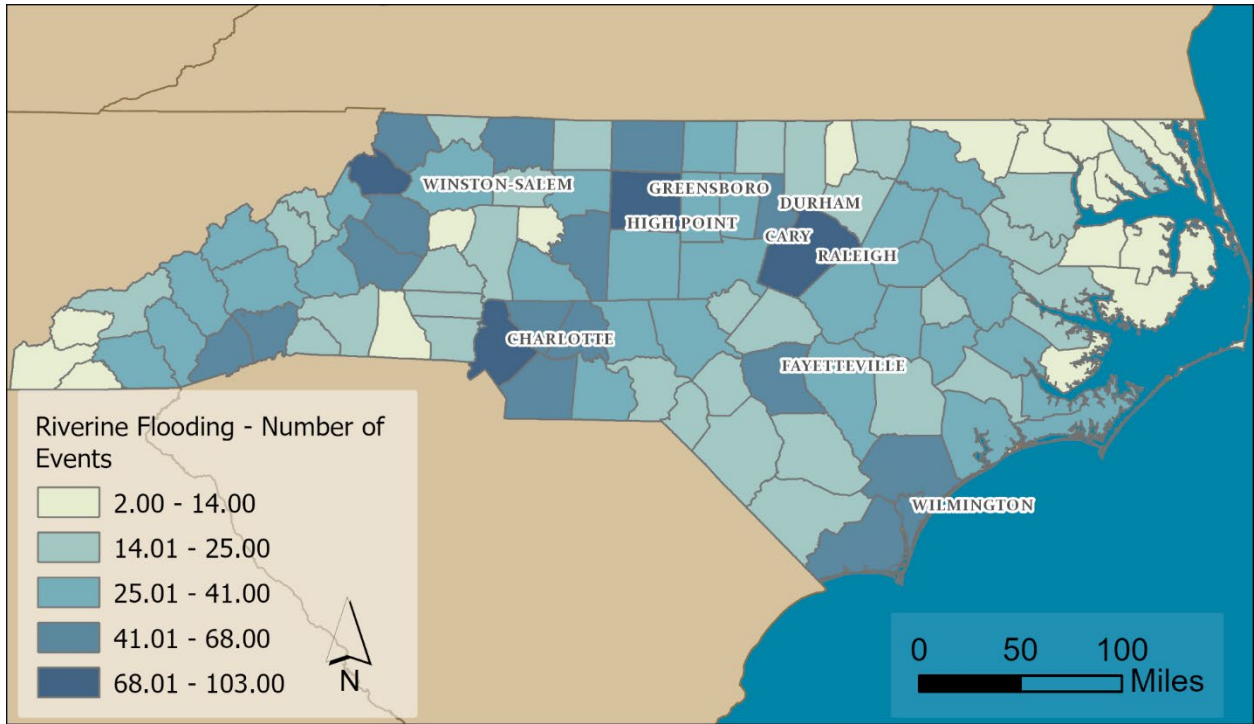 WINSTON-SALEM
GREENSBORO
DURHAM
HIGH POINT
CARY
RALEIGH
CHARLOTTE
FAYETTEVILLE
WILMINGTON
Riverine Flooding - Number of
Events
2.00 - 14.00
14.01 - 25.00
25.01 - 41.00
41.01 - 68.00
68.01 - 103.00
N
0 50 100
Miles